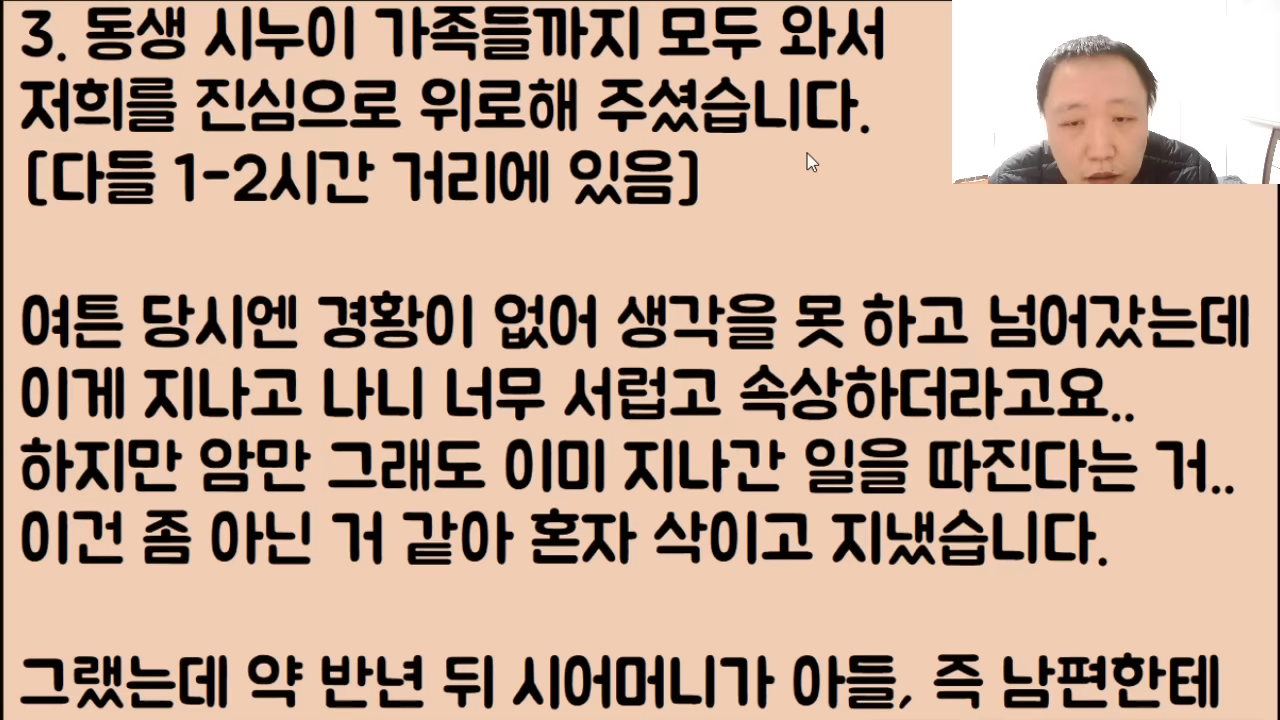 3. 동생 시누이 가족들까지 모두 와서
저희를 진심으로 위로해 주셨습니다.
[다들 1-2시간 거리에 있음]
여튼 당시엔 경황이 없어 생각을 못 하고 넘어갔는데
이게 지나고 나니 너무 서럽고 속상하더라고요..
하지만 암만 그래도 이미 지나간 일을 따진다는 거..
이건 좀 아닌 거 같아 혼자 삭이고 지냈습니다.
그랬는데 약 반년 뒤 시어머니가 아들, 즉 남편한테